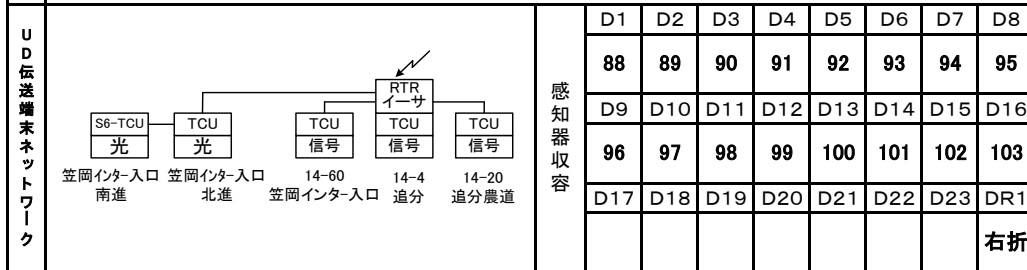 UD伝送端末ネットワーク
RTR
イーサ
S6-TCU
TCU
TCU
TCU
TCU
光
光
信号
信号
信号
笠岡インター入口
南進
笠岡インター入口
北進
14-60
笠岡インター入口
14-4
追分
14-20
追分農道
感知器収容
D1 D2 D3 D4 D5 D6 D7 D8
88 89 90 91 92 93 94 95
D9 D10 D11 D12 D13 D14 D15 D16
96 97 98 99 100 101 102 103
D17 D18 D19 D20 D21 D22 D23 DR1
右折